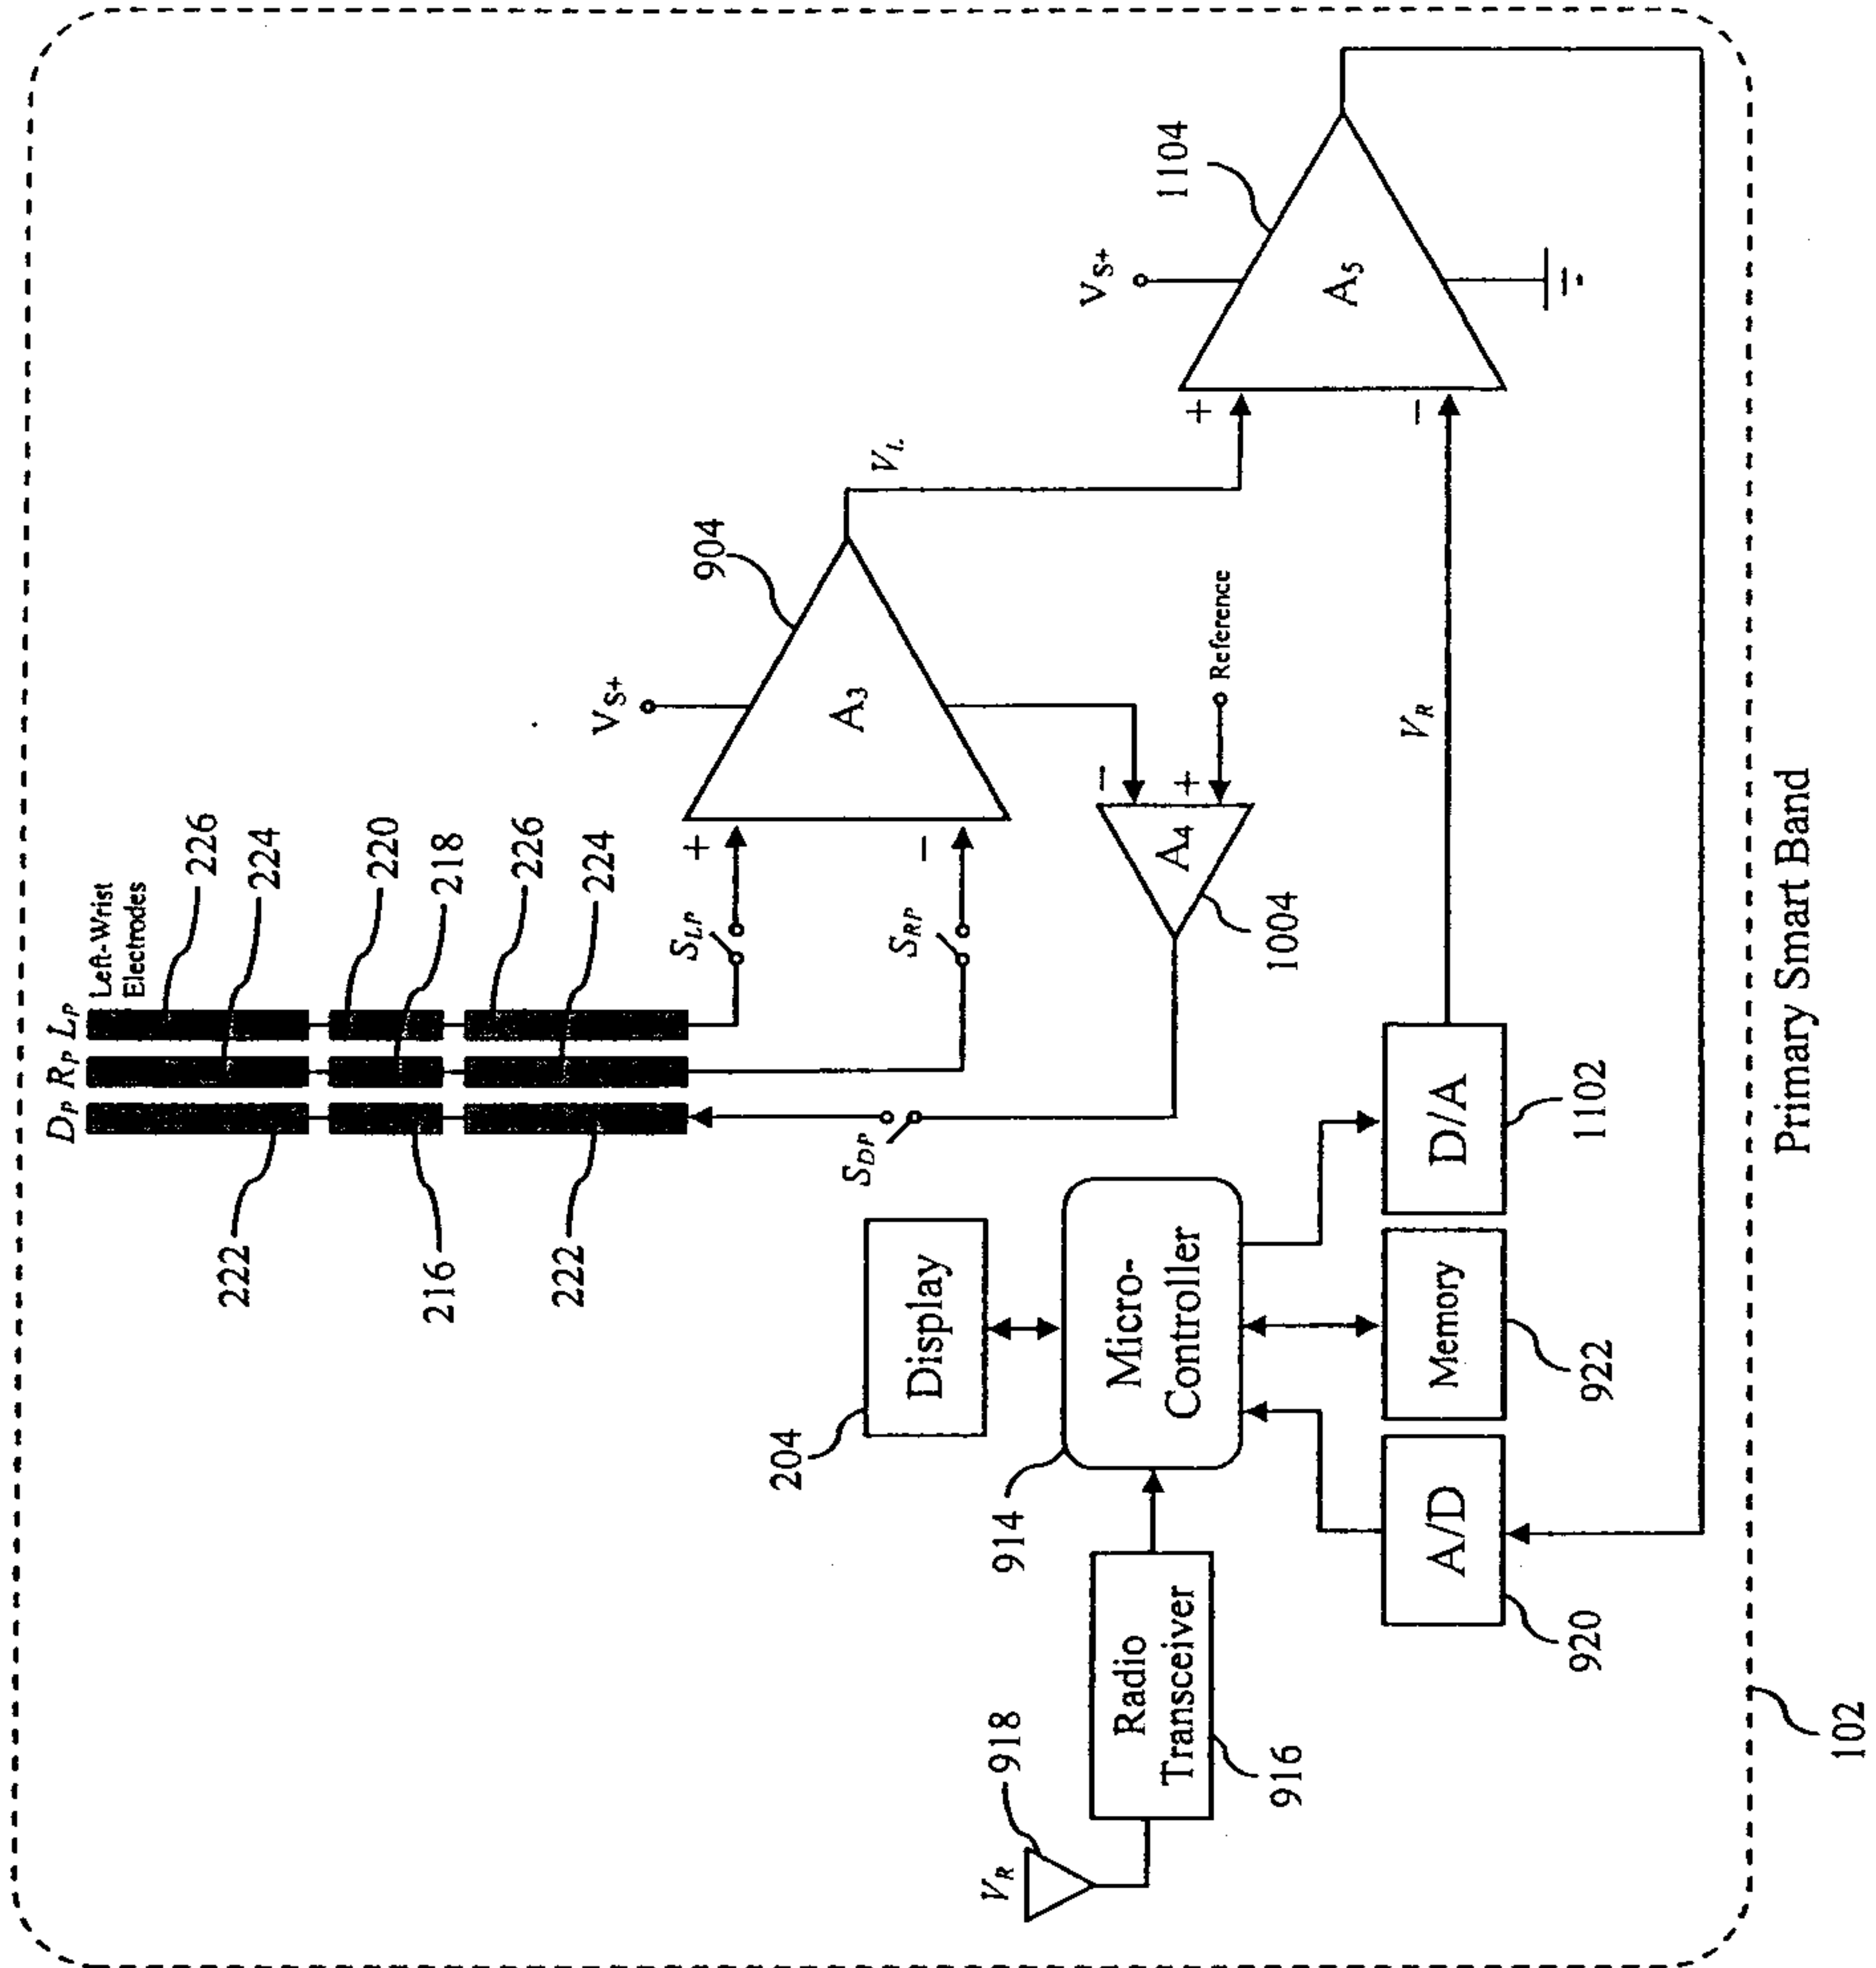 D_P R_P L_P
Left-Wrist
Electrodes
226
224
220
218
226
224
222
216
222
S_LP
S_RP
S_DP
+
−
V_S+
904
A_3
V_L
−
+
A_4
Reference
1004
V_S+
1104
+
−
A_5
V_R
204
Display
914
Micro-
Controller
V_R
918
Radio
Transceiver
916
A/D
920
Memory
922
D/A
1102
102
Primary Smart Band